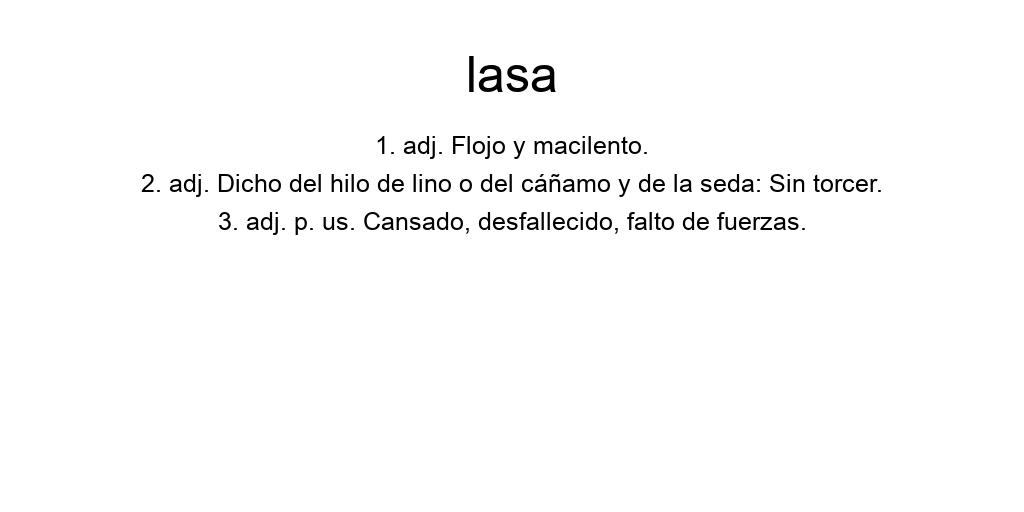 lasa
1. adj. Flojo y macilento.
2. adj. Dicho del hilo de lino o del cáñamo y de la seda: Sin torcer.
3. adj. p. us. Cansado, desfallecido, falto de fuerzas.